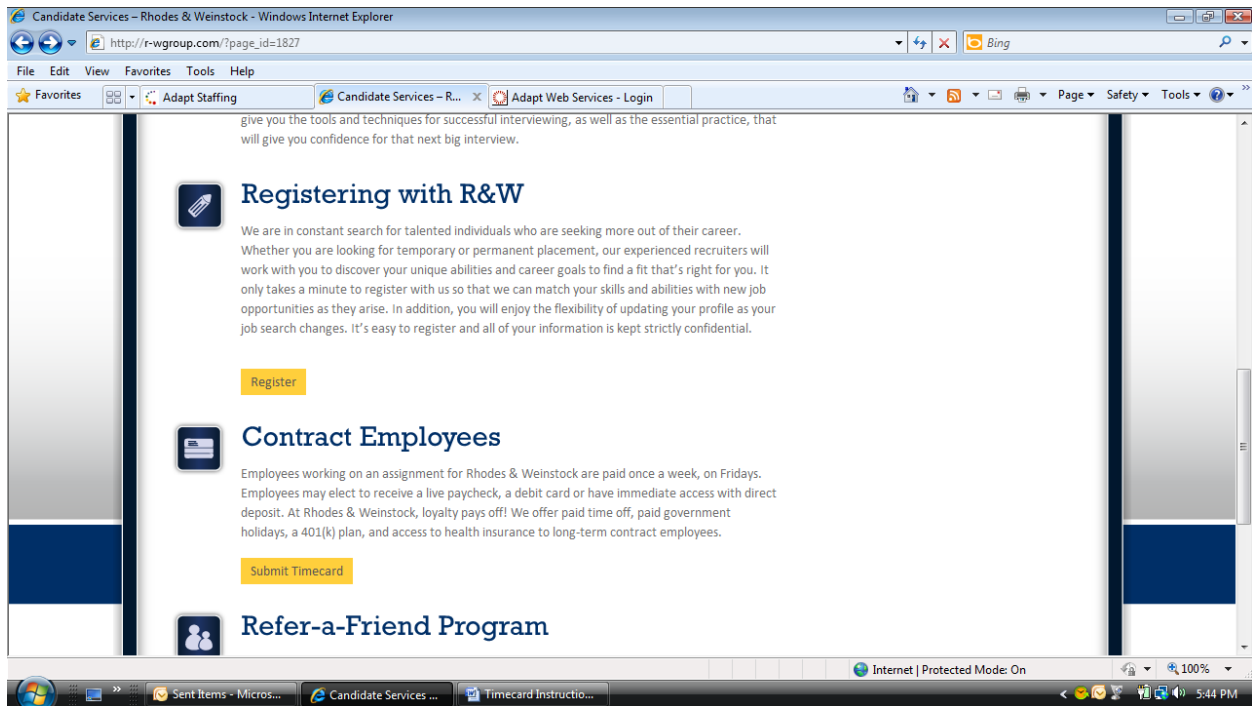 Candidate Services – Rhodes & Weinstock - Windows Internet Explorer
http://r-wgroup.com/?page_id=1827
Bing
File Edit View Favorites Tools Help
Favorites Adapt Staffing Candidate Services – R... Adapt Web Services - Login Page Safety Tools
give you the tools and techniques for successful interviewing, as well as the essential practice, that
will give you confidence for that next big interview.
Registering with R&W
We are in constant search for talented individuals who are seeking more out of their career.
Whether you are looking for temporary or permanent placement, our experienced recruiters will
work with you to discover your unique abilities and career goals to find a fit that's right for you. It
only takes a minute to register with us so that we can match your skills and abilities with new job
opportunities as they arise. In addition, you will enjoy the flexibility of updating your profile as your
job search changes. It's easy to register and all of your information is kept strictly confidential.
Register
Contract Employees
Employees working on an assignment for Rhodes & Weinstock are paid once a week, on Fridays.
Employees may elect to receive a live paycheck, a debit card or have immediate access with direct
deposit. At Rhodes & Weinstock, loyalty pays off! We offer paid time off, paid government
holidays, a 401(k) plan, and access to health insurance to long-term contract employees.
Submit Timecard
Refer-a-Friend Program
Internet | Protected Mode: On 100%
Sent Items - Micros... Candidate Services ... Timecard Instructio... 5:44 PM